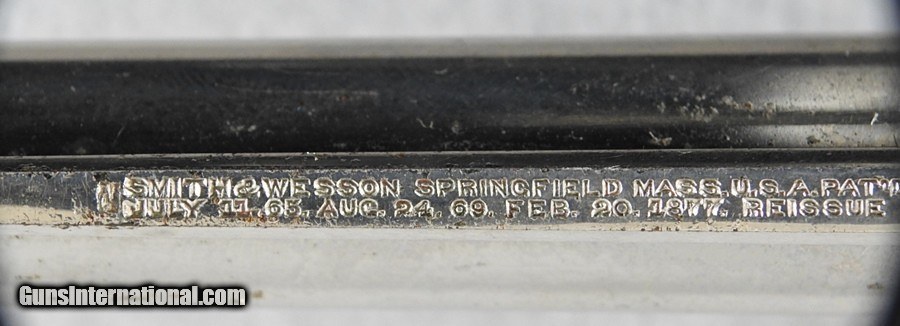 SMITH & WESSON SPRINGFIELD MASS. U.S.A. PAT'
JULY 11. 65. AUG. 24. 69. FEB. 20. 1877. REISSUE
GunsInternational.com